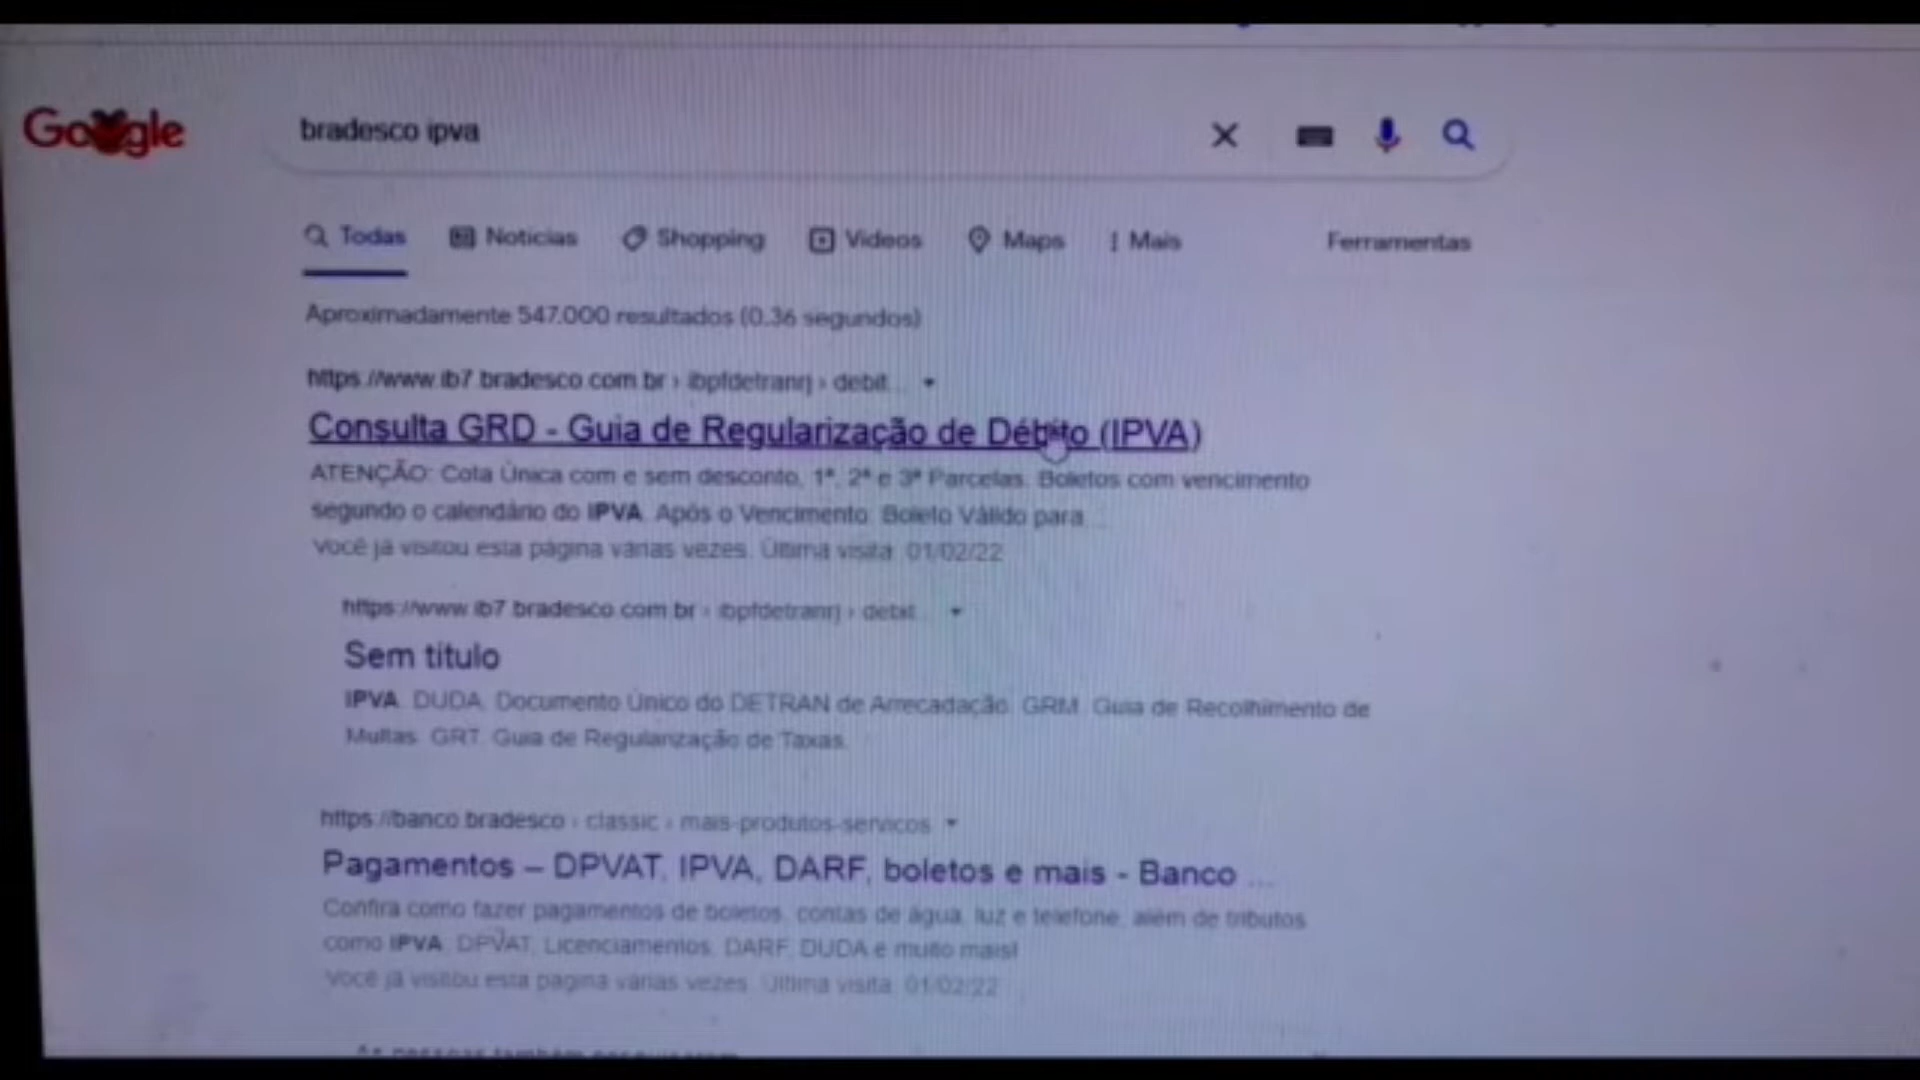 Google
bradesco ipva
Todas Notícias Shopping Vídeos Maps Mais Ferramentas
Aproximadamente 547.000 resultados (0,36 segundos)
https://www.ib7.bradesco.com.br › ibpfdetranrj › debit...
Consulta GRD - Guia de Regularização de Débito (IPVA)
ATENÇÃO: Cota Única com e sem desconto, 1ª, 2ª e 3ª Parcelas. Boletos com vencimento
segundo o calendário do IPVA. Após o Vencimento: Boleto Válido para ...
Você já visitou esta página várias vezes. Última visita: 01/02/22
https://www.ib7.bradesco.com.br › ibpfdetranrj › debit...
Sem título
IPVA. DUDA. Documento Único do DETRAN de Arrecadação. GRM. Guia de Recolhimento de
Multas. GRT. Guia de Regularização de Taxas.
https://banco.bradesco › classic › mais-produtos-servicos
Pagamentos – DPVAT, IPVA, DARF, boletos e mais - Banco ...
Confira como fazer pagamentos de boletos, contas de água, luz e telefone, além de tributos
como IPVA, DPVAT, Licenciamentos, DARF, DUDA e muito mais!
Você já visitou esta página várias vezes. Última visita: 01/02/22